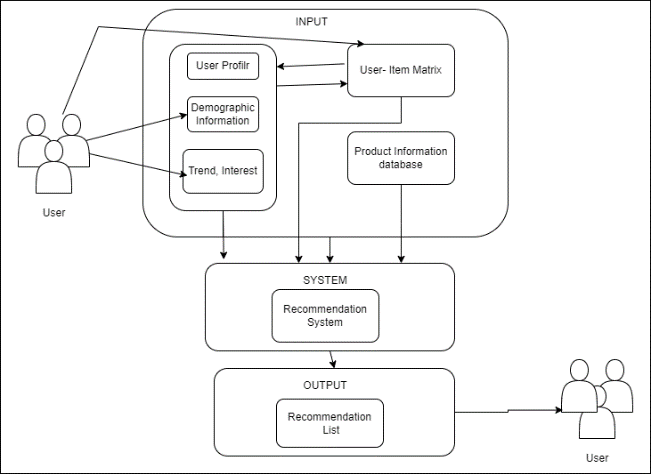 INPUT
User Profilr
User- Item Matrix
Demographic
Information
Trend, Interest
Product Information
database
User
SYSTEM
Recommendation
System
OUTPUT
Recommendation
List
User